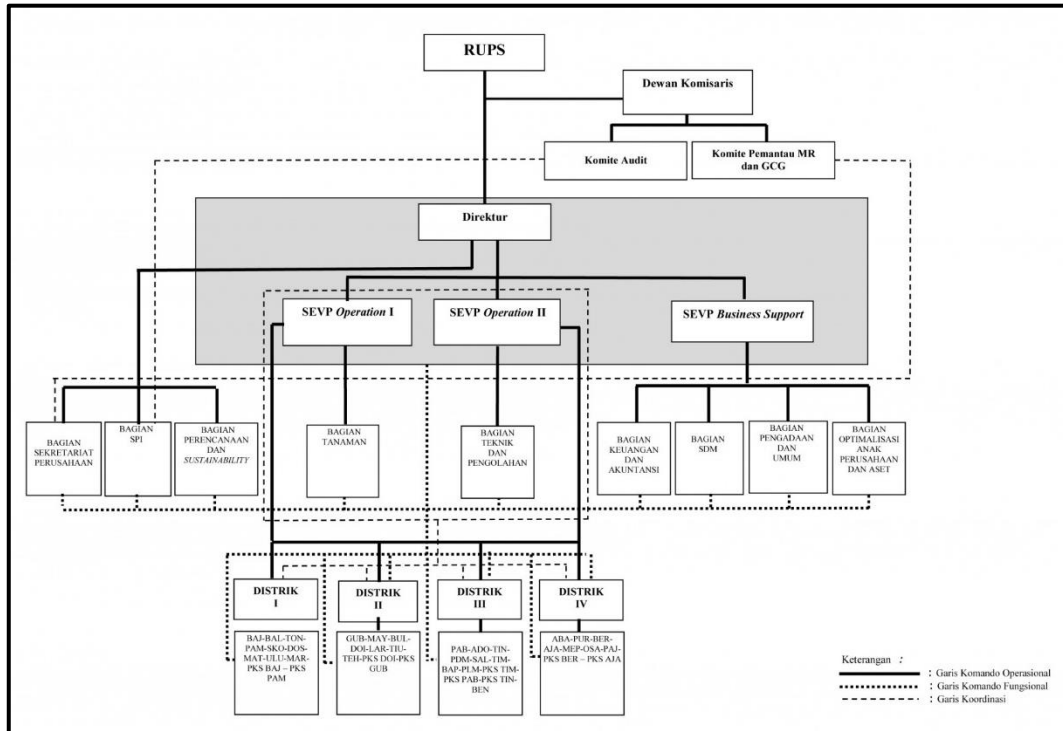 RUPS
Dewan Komisaris
Komite Audit
Komite Pemantau MR
dan GCG
Direktur
SEVP Operation I
SEVP Operation II
SEVP Business Support
BAGIAN
SEKRETARIAT
PERUSAHAAN
BAGIAN
SPI
BAGIAN
PERENCANAAN
DAN
SUSTAINABILITY
BAGIAN
TANAMAN
BAGIAN
TEKNIK
DAN
PENGOLAHAN
BAGIAN
KEUANGAN
DAN
AKUNTANSI
BAGIAN
SDM
BAGIAN
PENGADAAN
DAN
UMUM
BAGIAN
OPTIMALISASI
ANAK
PERUSAHAAN
DAN ASET
DISTRIK
I
DISTRIK
II
DISTRIK
III
DISTRIK
IV
BAJ-BAL-TON-
PAM-SKO-DOS-
MAT-ULU-MAR-
PKS BAJ – PKS
PAM
GUB-MAY-BUL-
DOI-LAR-TIU-
TEH-PKS DOI-PKS
GUB
PAB-ADO-TIN-
PDM-SAL-TIM-
BAP-PLM-PKS TIM-
PKS PAB-PKS TIN-
BEN
ABA-PUR-BER-
AJA-MEP-OSA-PAJ-
PKS BER – PKS AJA
Keterangan :
: Garis Komando Operasional
: Garis Komando Fungsional
: Garis Koordinasi